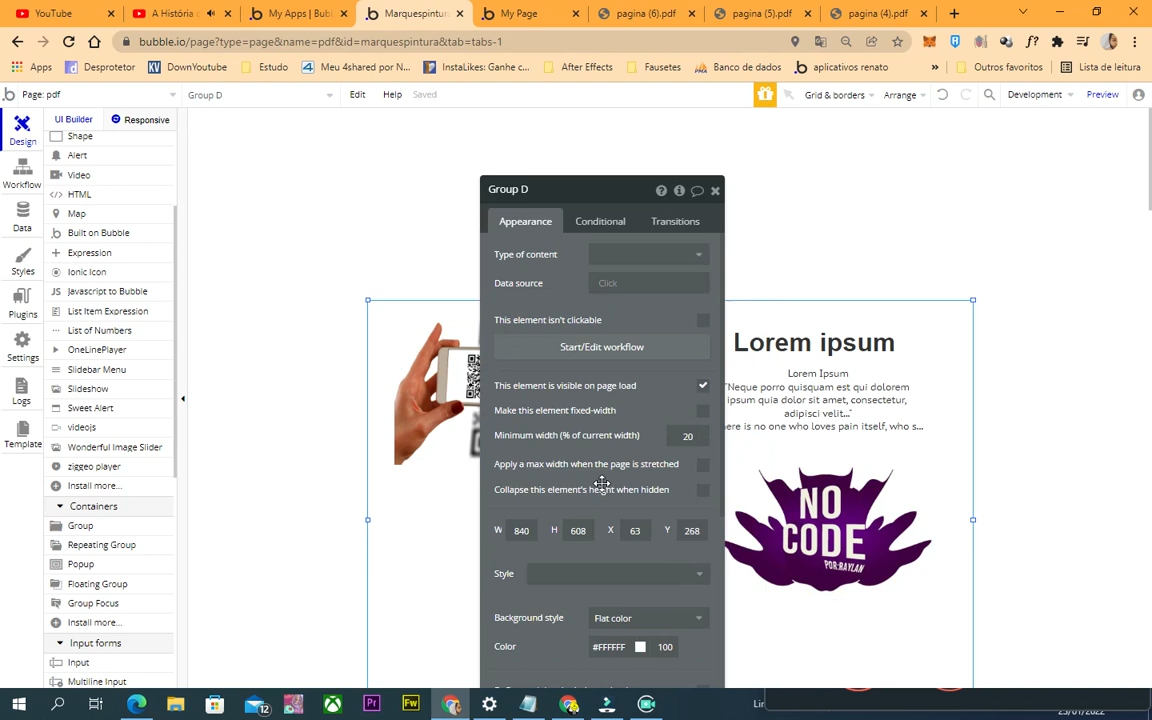 YouTube
A História d
My Apps | Bub
Marquespintur
My Page
pagina (6).pdf
pagina (5).pdf
pagina (4).pdf
bubble.io/page?type=page&name=pdf&id=marquespintura&tab=tabs-1
Apps
Desprotetor
DownYoutube
Estudo
Meu 4shared por N...
InstaLikes: Ganhe c...
After Effects
Fausetes
Banco de dados
aplicativos renato
»
Outros favoritos
Lista de leitura
Page: pdf
Group D
Edit
Help
Saved
Grid & borders
Arrange
Development
Preview
UI Builder
Responsive
Design
Workflow
Data
Styles
Plugins
Settings
Logs
Template
Shape
Alert
Video
HTML
Map
Built on Bubble
Expression
Ionic Icon
Javascript to Bubble
List Item Expression
List of Numbers
OneLinePlayer
Slidebar Menu
Slideshow
Sweet Alert
videojs
Wonderful Image Slider
ziggeo player
Install more...
Containers
Group
Repeating Group
Popup
Floating Group
Group Focus
Install more...
Input forms
Input
Multiline Input
Group D
Appearance
Conditional
Transitions
Type of content
Data source
Click
This element isn't clickable
Start/Edit workflow
This element is visible on page load
Make this element fixed-width
Minimum width (% of current width)
20
Apply a max width when the page is stretched
Collapse this element's height when hidden
W 840 H 608 X 63 Y 268
Style
Background style
Flat color
Color
#FFFFFF
100
Lorem ipsum
Lorem Ipsum
"Neque porro quisquam est qui dolorem
ipsum quia dolor sit amet, consectetur,
adipisci velit..."
here is no one who loves pain itself, who s...
NO
CODE
POR:RAYLAN
12
23/01/2022